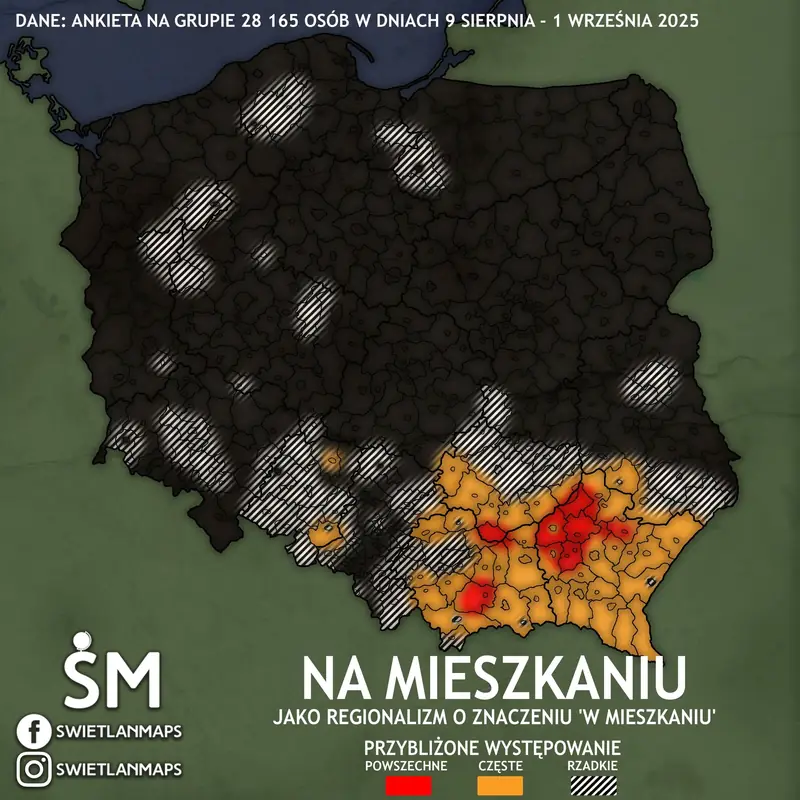 DANE: ANKIETA NA GRUPIE 28 165 OSÓB W DNIACH 9 SIERPNIA - 1 WRZEŚNIA 2025
ŚM
SWIETLANMAPS
SWIETLANMAPS
NA MIESZKANIU
JAKO REGIONALIZM O ZNACZENIU 'W MIESZKANIU'
PRZYBLIŻONE WYSTĘPOWANIE
POWSZECHNE CZĘSTE RZADKIE